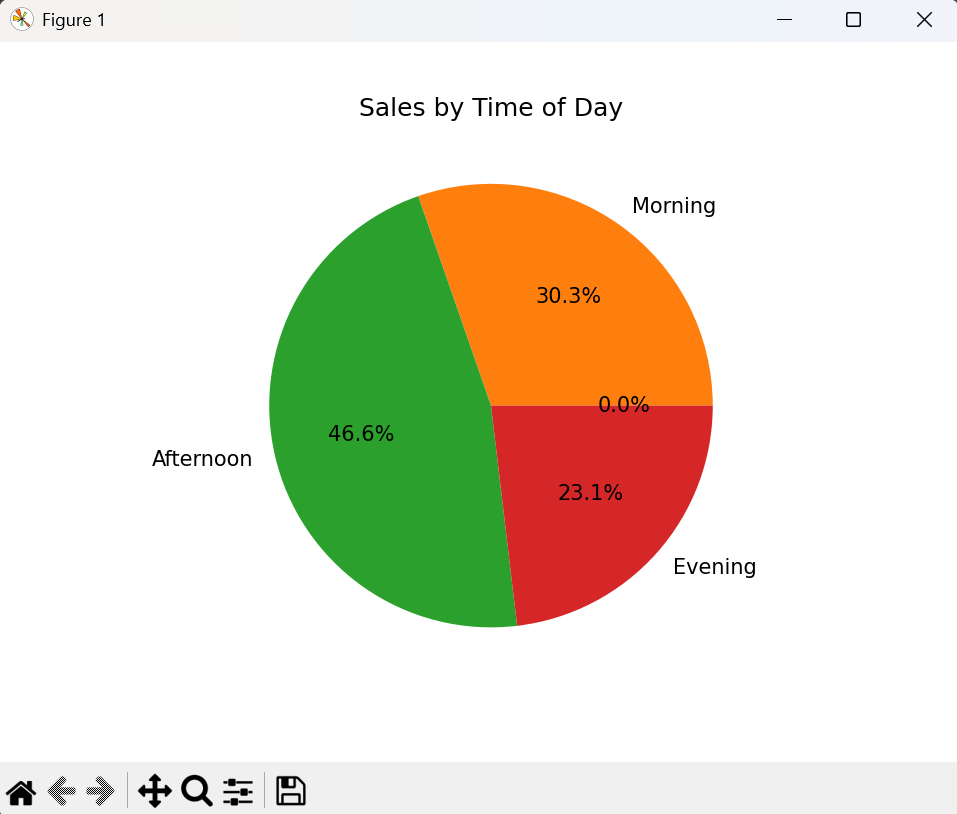 Figure 1
Sales by Time of Day
Morning
30.3%
0.0%
46.6%
Afternoon
23.1%
Evening